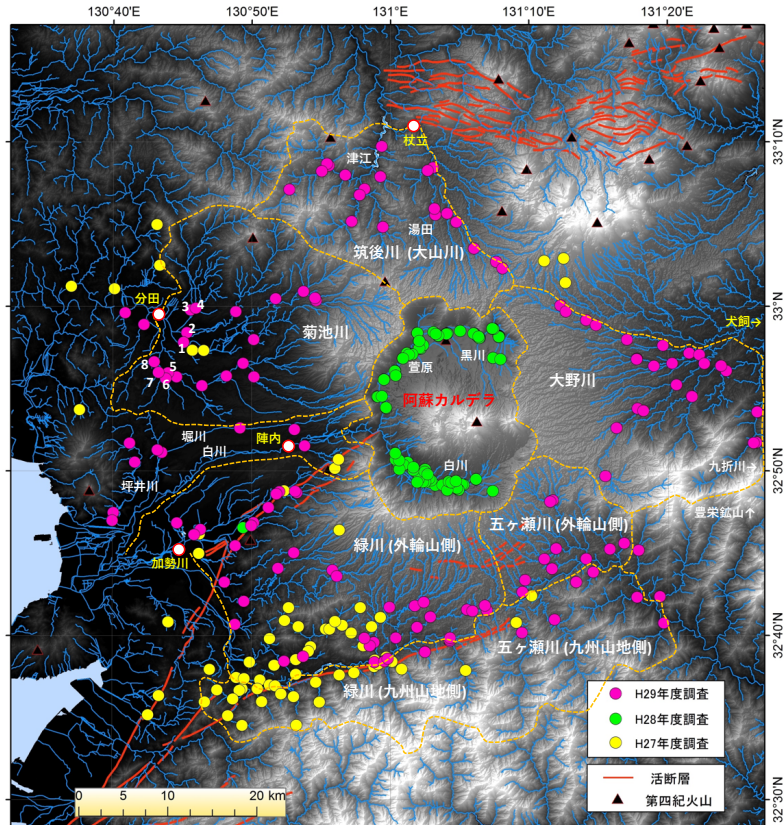 130°40′E
130°50′E
131°E
131°10′E
131°20′E
33°10′N
33°N
32°50′N
32°40′N
32°30′N
杖立
津江
湯田
筑後川 (大山川)
分田
3
4
2
1
8
5
7
6
菊池川
萱原
黒川
犬飼→
大野川
阿蘇カルデラ
堀川
白川
陣内
坪井川
白川
九折川→
豊栄鉱山↑
加勢川
緑川 (外輪山側)
五ヶ瀬川 (外輪山側)
五ヶ瀬川 (九州山地側)
緑川 (九州山地側)
H29年度調査
H28年度調査
H27年度調査
活断層
第四紀火山
0 5 10 20 km